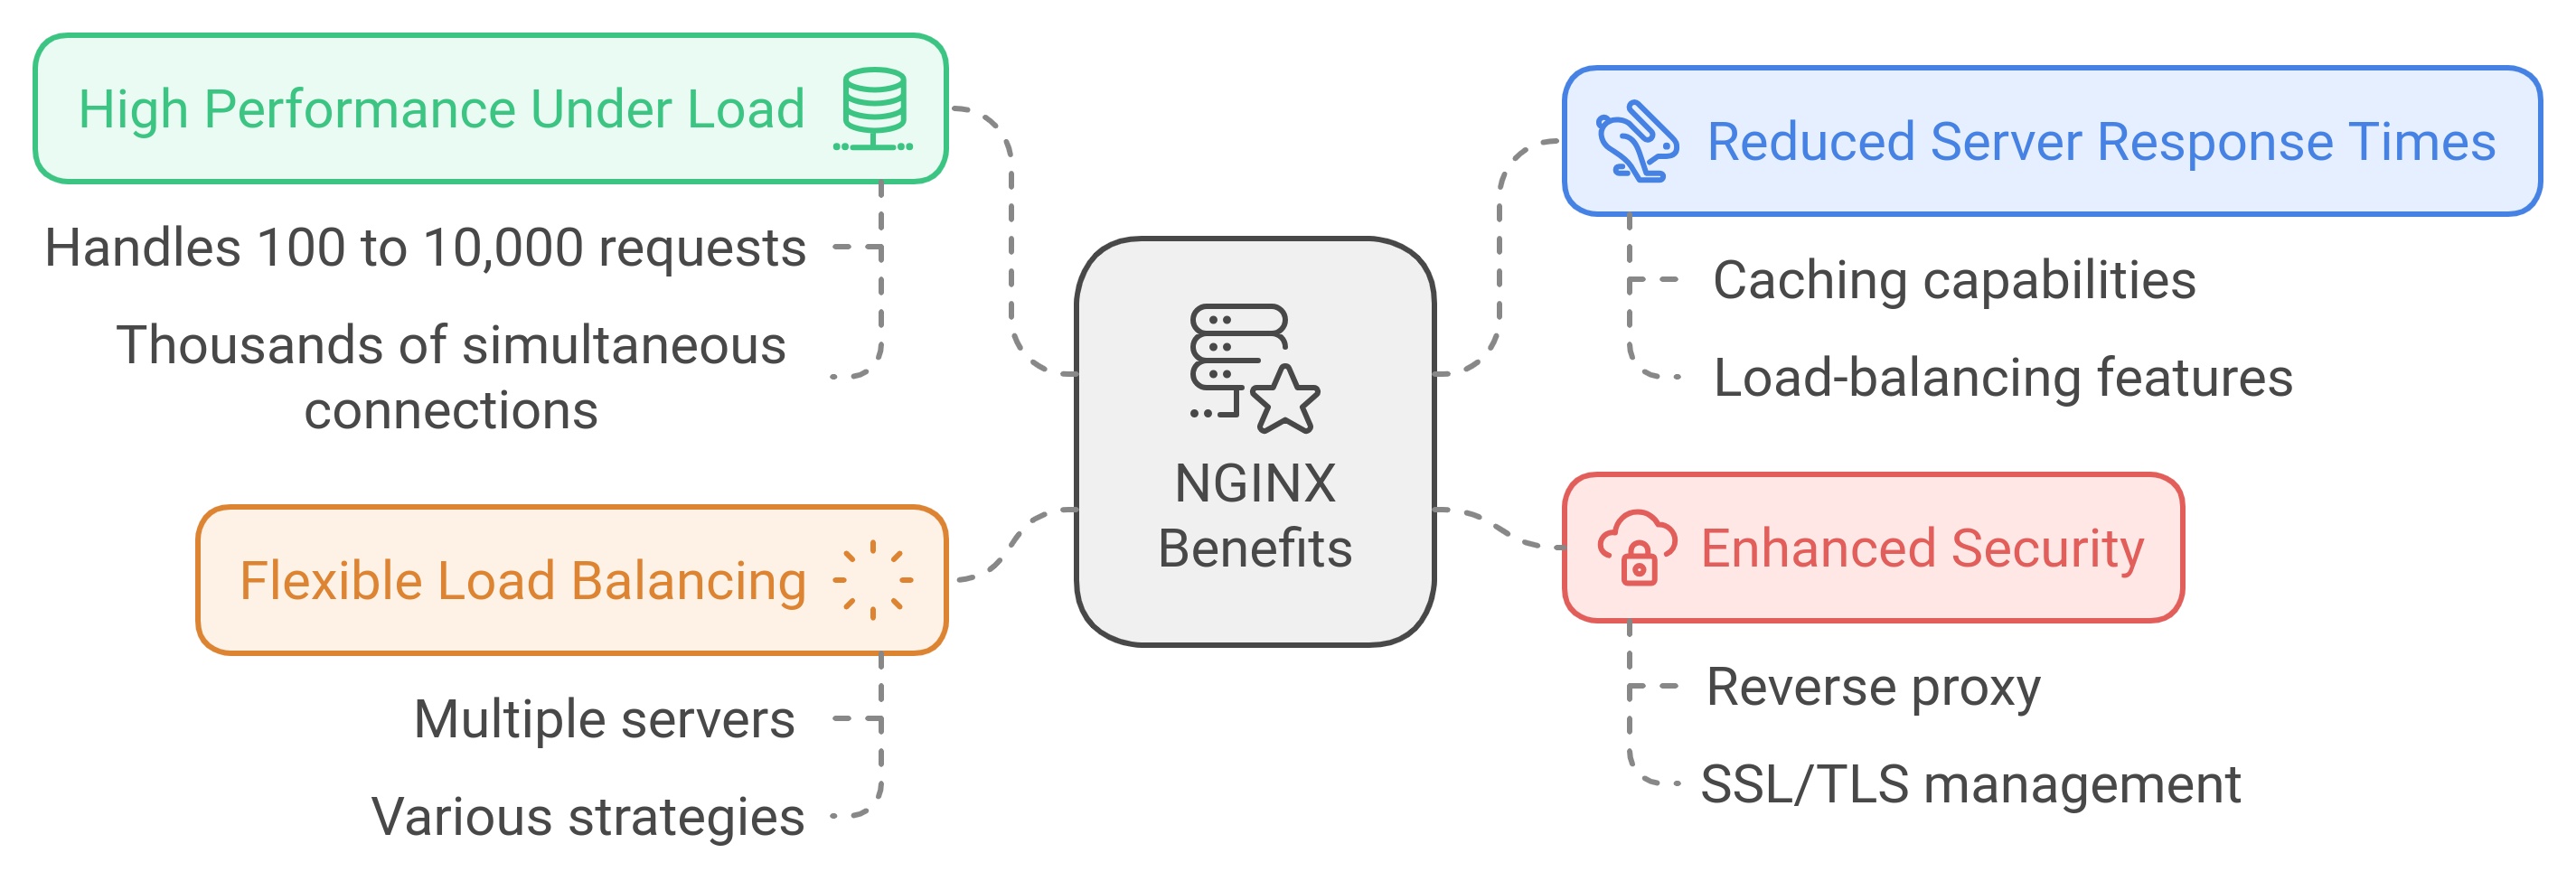 High Performance Under Load
Handles 100 to 10,000 requests
Thousands of simultaneous
connections
Flexible Load Balancing
Multiple servers
Various strategies
NGINX
Benefits
Reduced Server Response Times
Caching capabilities
Load-balancing features
Enhanced Security
Reverse proxy
SSL/TLS management